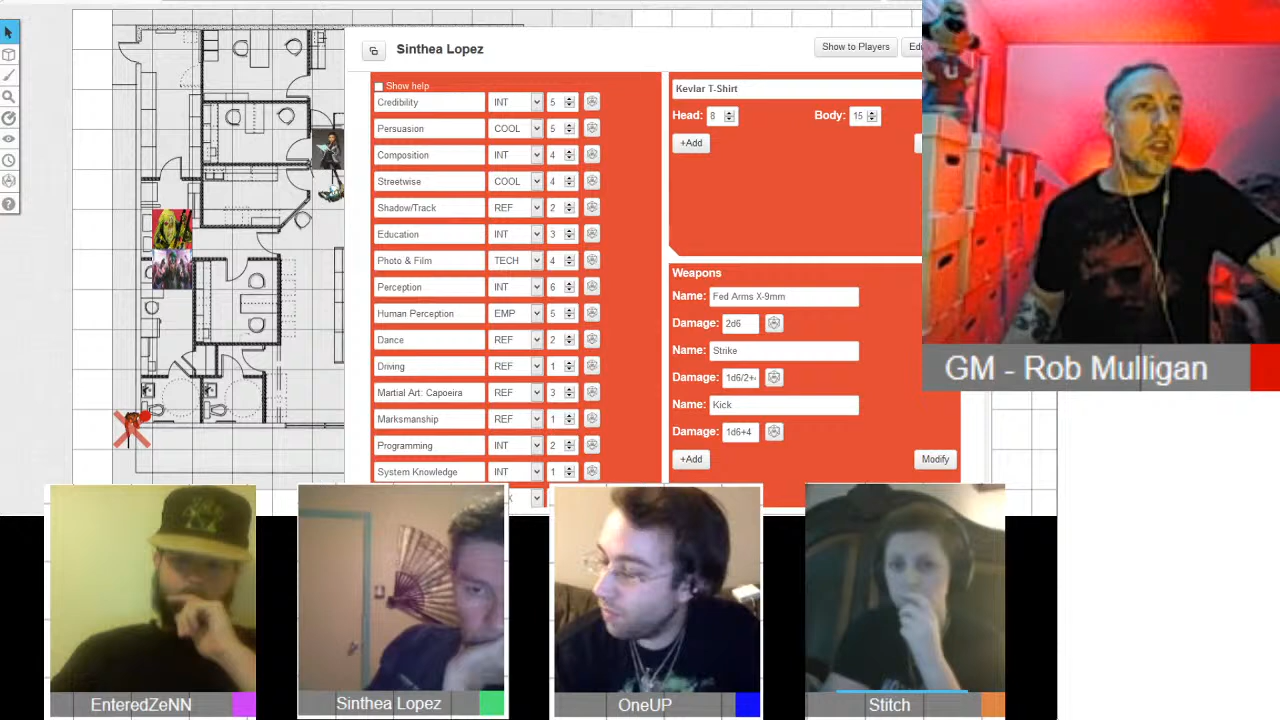 Sinthea Lopez
Show to Players
Show help
Credibility INT 5
Persuasion COOL 5
Composition INT 4
Streetwise COOL 4
Shadow/Track REF 2
Education INT 3
Photo & Film TECH 4
Perception INT 6
Human Perception EMP 5
Dance REF 2
Driving REF 1
Martial Art: Capoeira REF 3
Marksmanship REF 1
Programming INT 2
System Knowledge INT 1
Kevlar T-Shirt
Head: 8 Body: 15
+Add
Weapons
Name: Fed Arms X-9mm
Damage: 2d6
Name: Strike
Damage: 1d6/2+
Name: Kick
Damage: 1d6+4
+Add Modify
GM - Rob Mulligan
EnteredZeNN
Sinthea Lopez
OneUP
Stitch